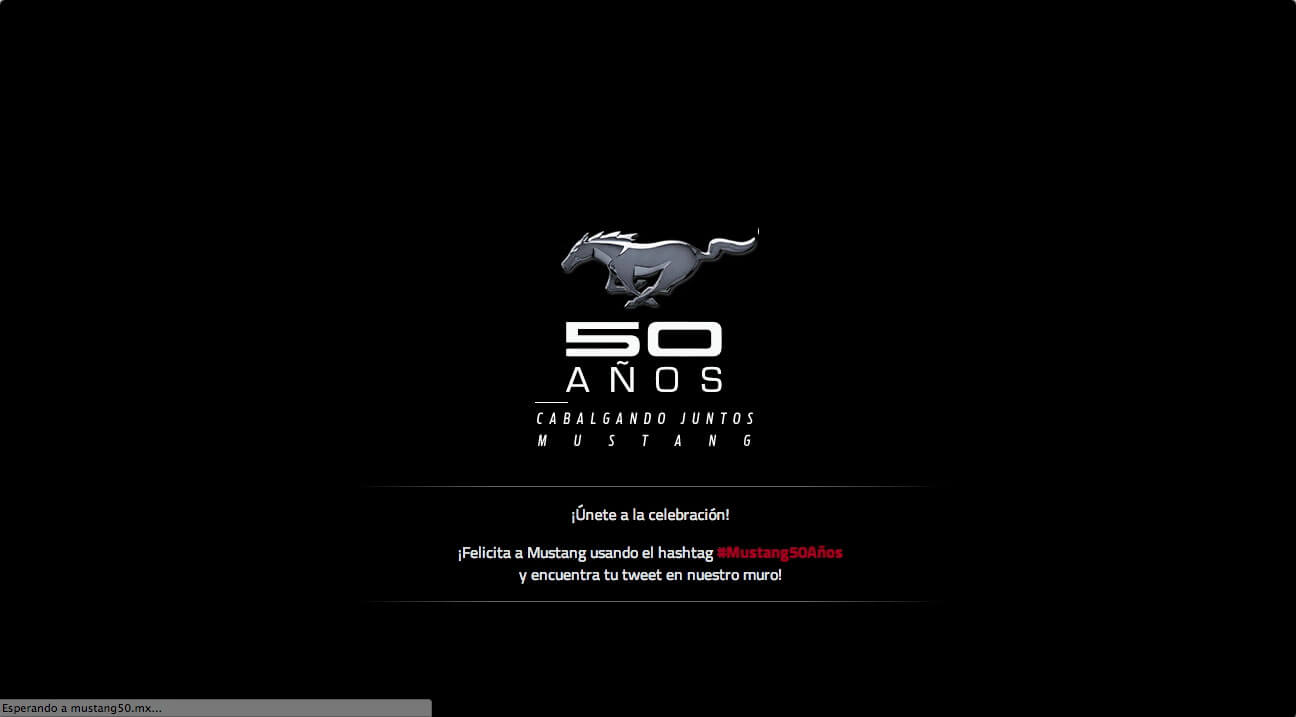 50
AÑOS
CABALGANDO JUNTOS
MUSTANG
¡Únete a la celebración!
¡Felicita a Mustang usando el hashtag #Mustang50Años
y encuentra tu tweet en nuestro muro!
Esperando a mustang50.mx...